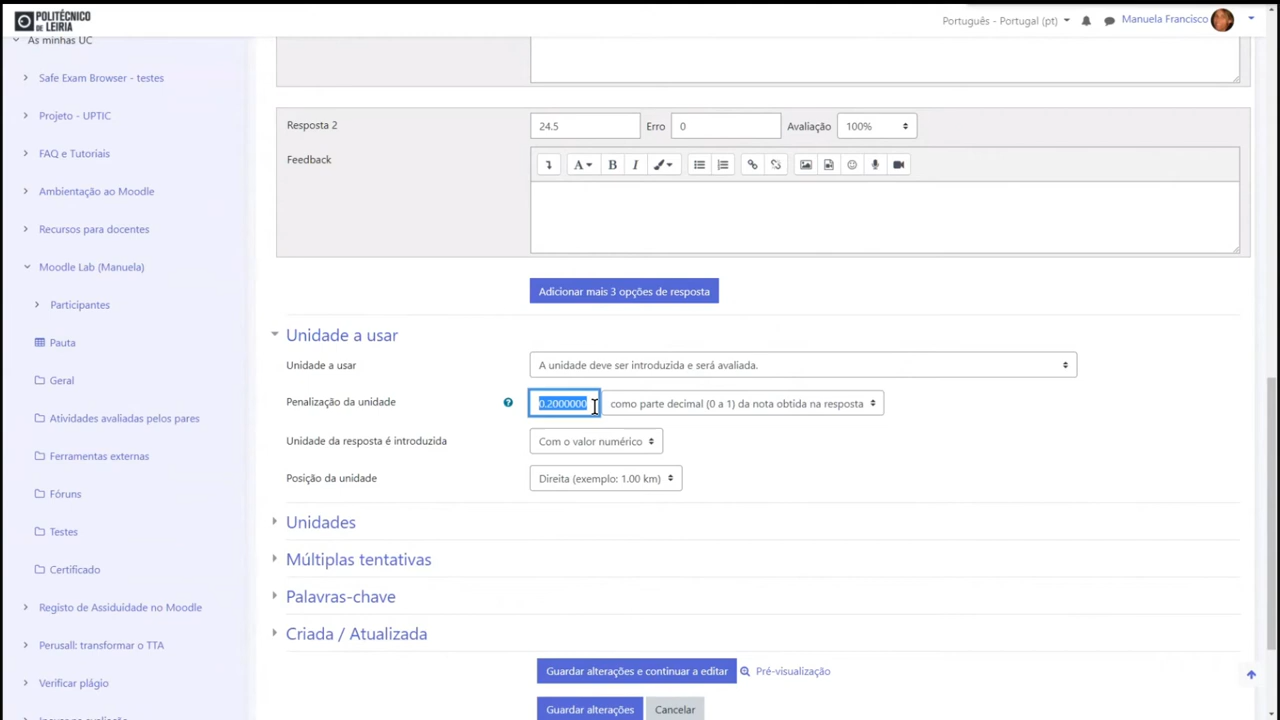 POLITÉCNICO
DE LEIRIA
Português - Portugal (pt)
Manuela Francisco
As minhas UC
Safe Exam Browser - testes
Projeto - UPTIC
FAQ e Tutoriais
Ambientação ao Moodle
Recursos para docentes
Moodle Lab (Manuela)
Participantes
Pauta
Geral
Atividades avaliadas pelos pares
Ferramentas externas
Fóruns
Testes
Certificado
Registo de Assiduidade no Moodle
Perusall: transformar o TTA
Verificar plágio
Resposta 2
24.5
Erro
0
Avaliação
100%
Feedback
A
B
I
Adicionar mais 3 opções de resposta
Unidade a usar
Unidade a usar
A unidade deve ser introduzida e será avaliada.
Penalização da unidade
0.2000000
como parte decimal (0 a 1) da nota obtida na resposta
Unidade da resposta é introduzida
Com o valor numérico
Posição da unidade
Direita (exemplo: 1.00 km)
Unidades
Múltiplas tentativas
Palavras-chave
Criada / Atualizada
Guardar alterações e continuar a editar
Pré-visualização
Guardar alterações
Cancelar